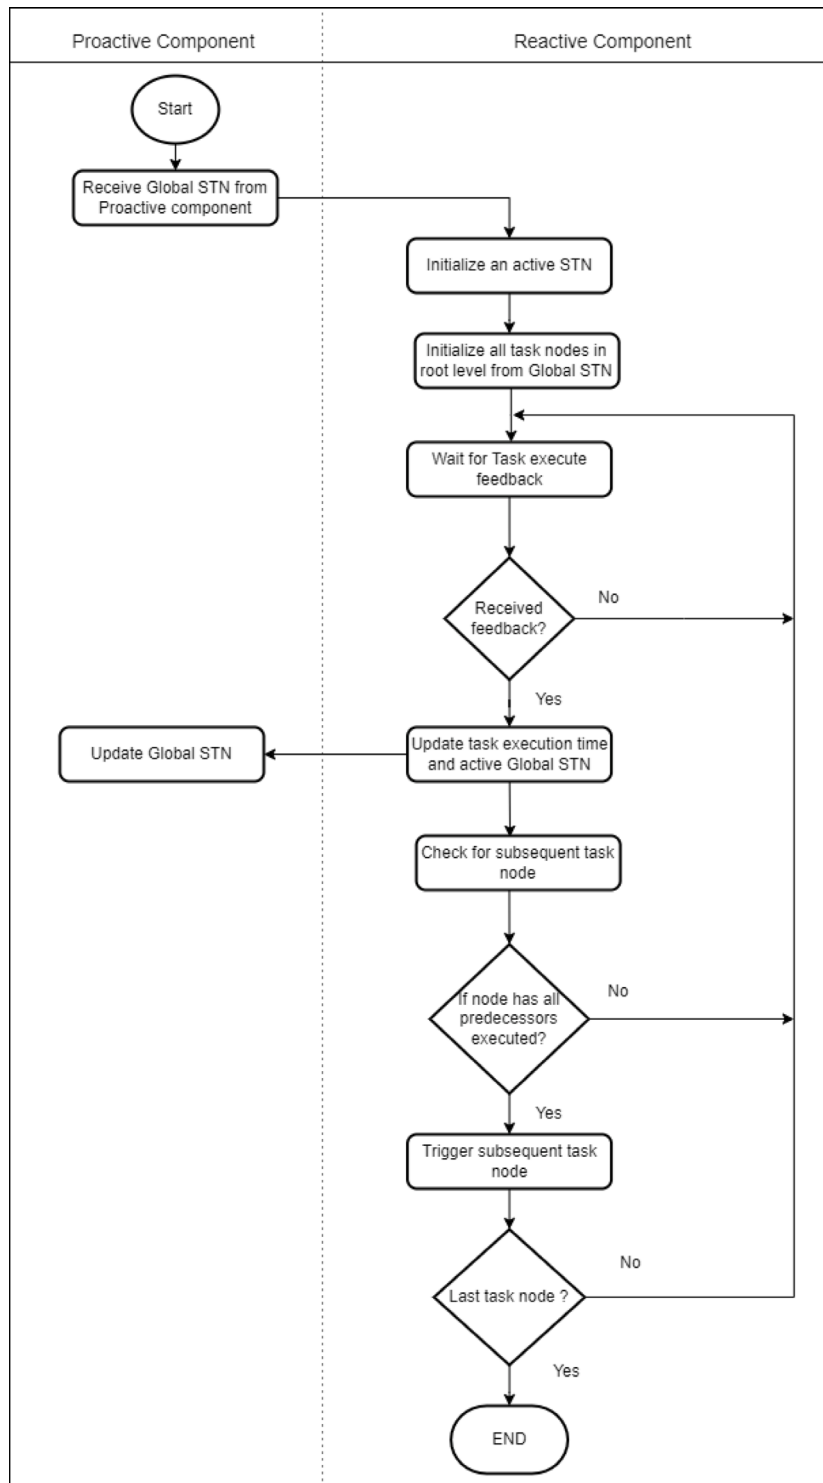 Proactive Component
Reactive Component
Start
Receive Global STN from
Proactive component
Initialize an active STN
Initialize all task nodes in
root level from Global STN
Wait for Task execute
feedback
Received
feedback?
No
Yes
Update Global STN
Update task execution time
and active Global STN
Check for subsequent task
node
If node has all
predecessors
executed?
No
Yes
Trigger subsequent task
node
Last task node ?
No
Yes
END